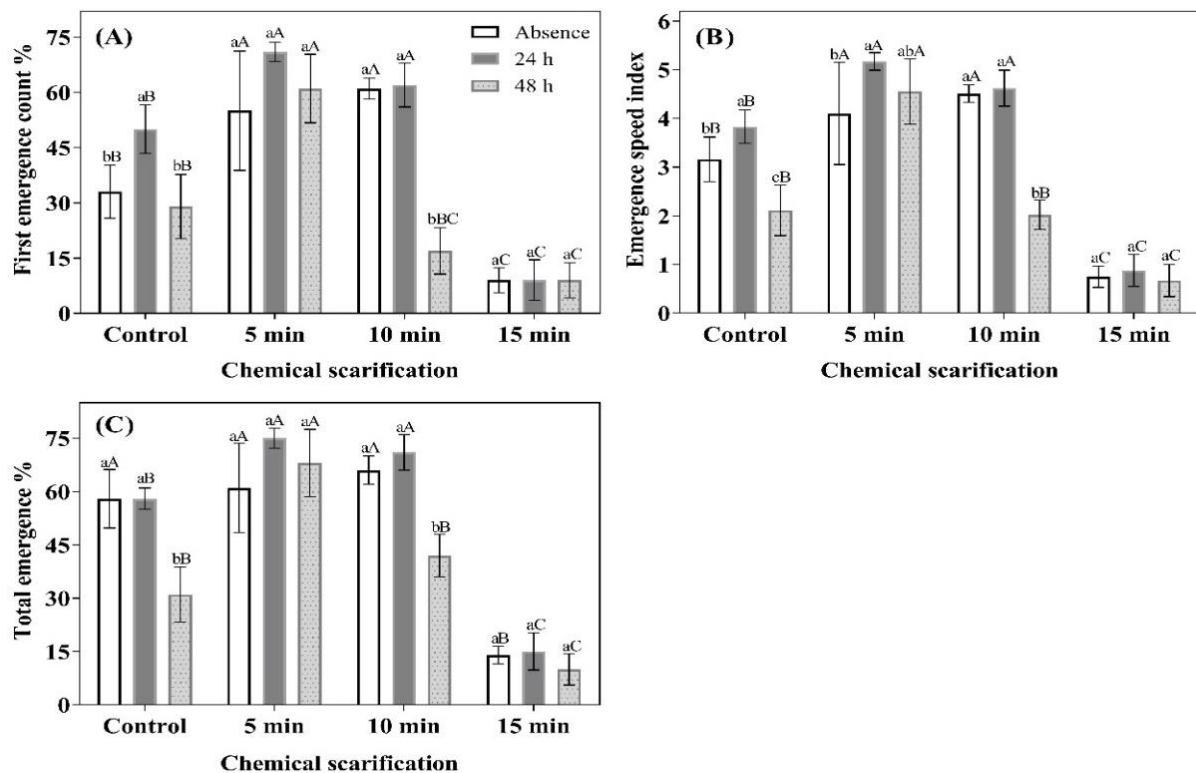 (A)
First emergence count %
75
60
45
30
15
0
Absence
24 h
48 h
bB
aB
bB
aA
aA
aA
aA
aA
bBC
aC
aC
aC
Control
5 min
10 min
15 min
Chemical scarification
(B)
Emergence speed index
6
5
4
3
2
1
0
bB
aB
cB
bA
aA
abA
aA
aA
bB
aC
aC
aC
Control
5 min
10 min
15 min
Chemical scarification
(C)
Total emergence %
75
60
45
30
15
0
aA
aB
bB
aA
aA
aA
aA
aA
bB
aB
aC
aC
Control
5 min
10 min
15 min
Chemical scarification